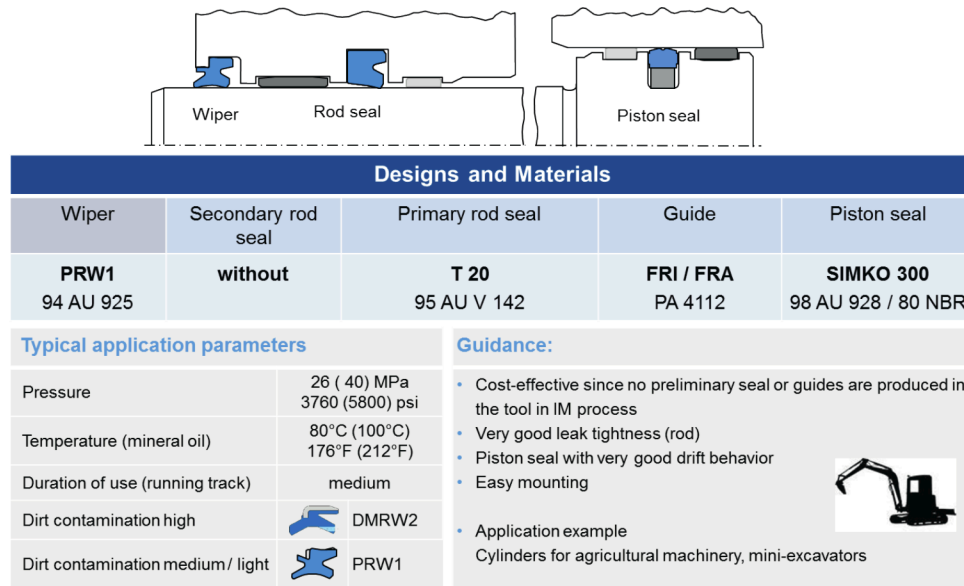 Wiper
Rod seal
Piston seal
Designs and Materials
Wiper
Secondary rod
seal
Primary rod seal
Guide
Piston seal
PRW1
94 AU 925
without
T 20
95 AU V 142
FRI / FRA
PA 4112
SIMKO 300
98 AU 928 / 80 NBR
Typical application parameters
Pressure
26 ( 40) MPa
3760 (5800) psi
Temperature (mineral oil)
80°C (100°C)
176°F (212°F)
Duration of use (running track)
medium
Dirt contamination high
DMRW2
Dirt contamination medium / light
PRW1
Guidance:
• Cost-effective since no preliminary seal or guides are produced in
the tool in IM process
• Very good leak tightness (rod)
• Piston seal with very good drift behavior
• Easy mounting
• Application example
Cylinders for agricultural machinery, mini-excavators